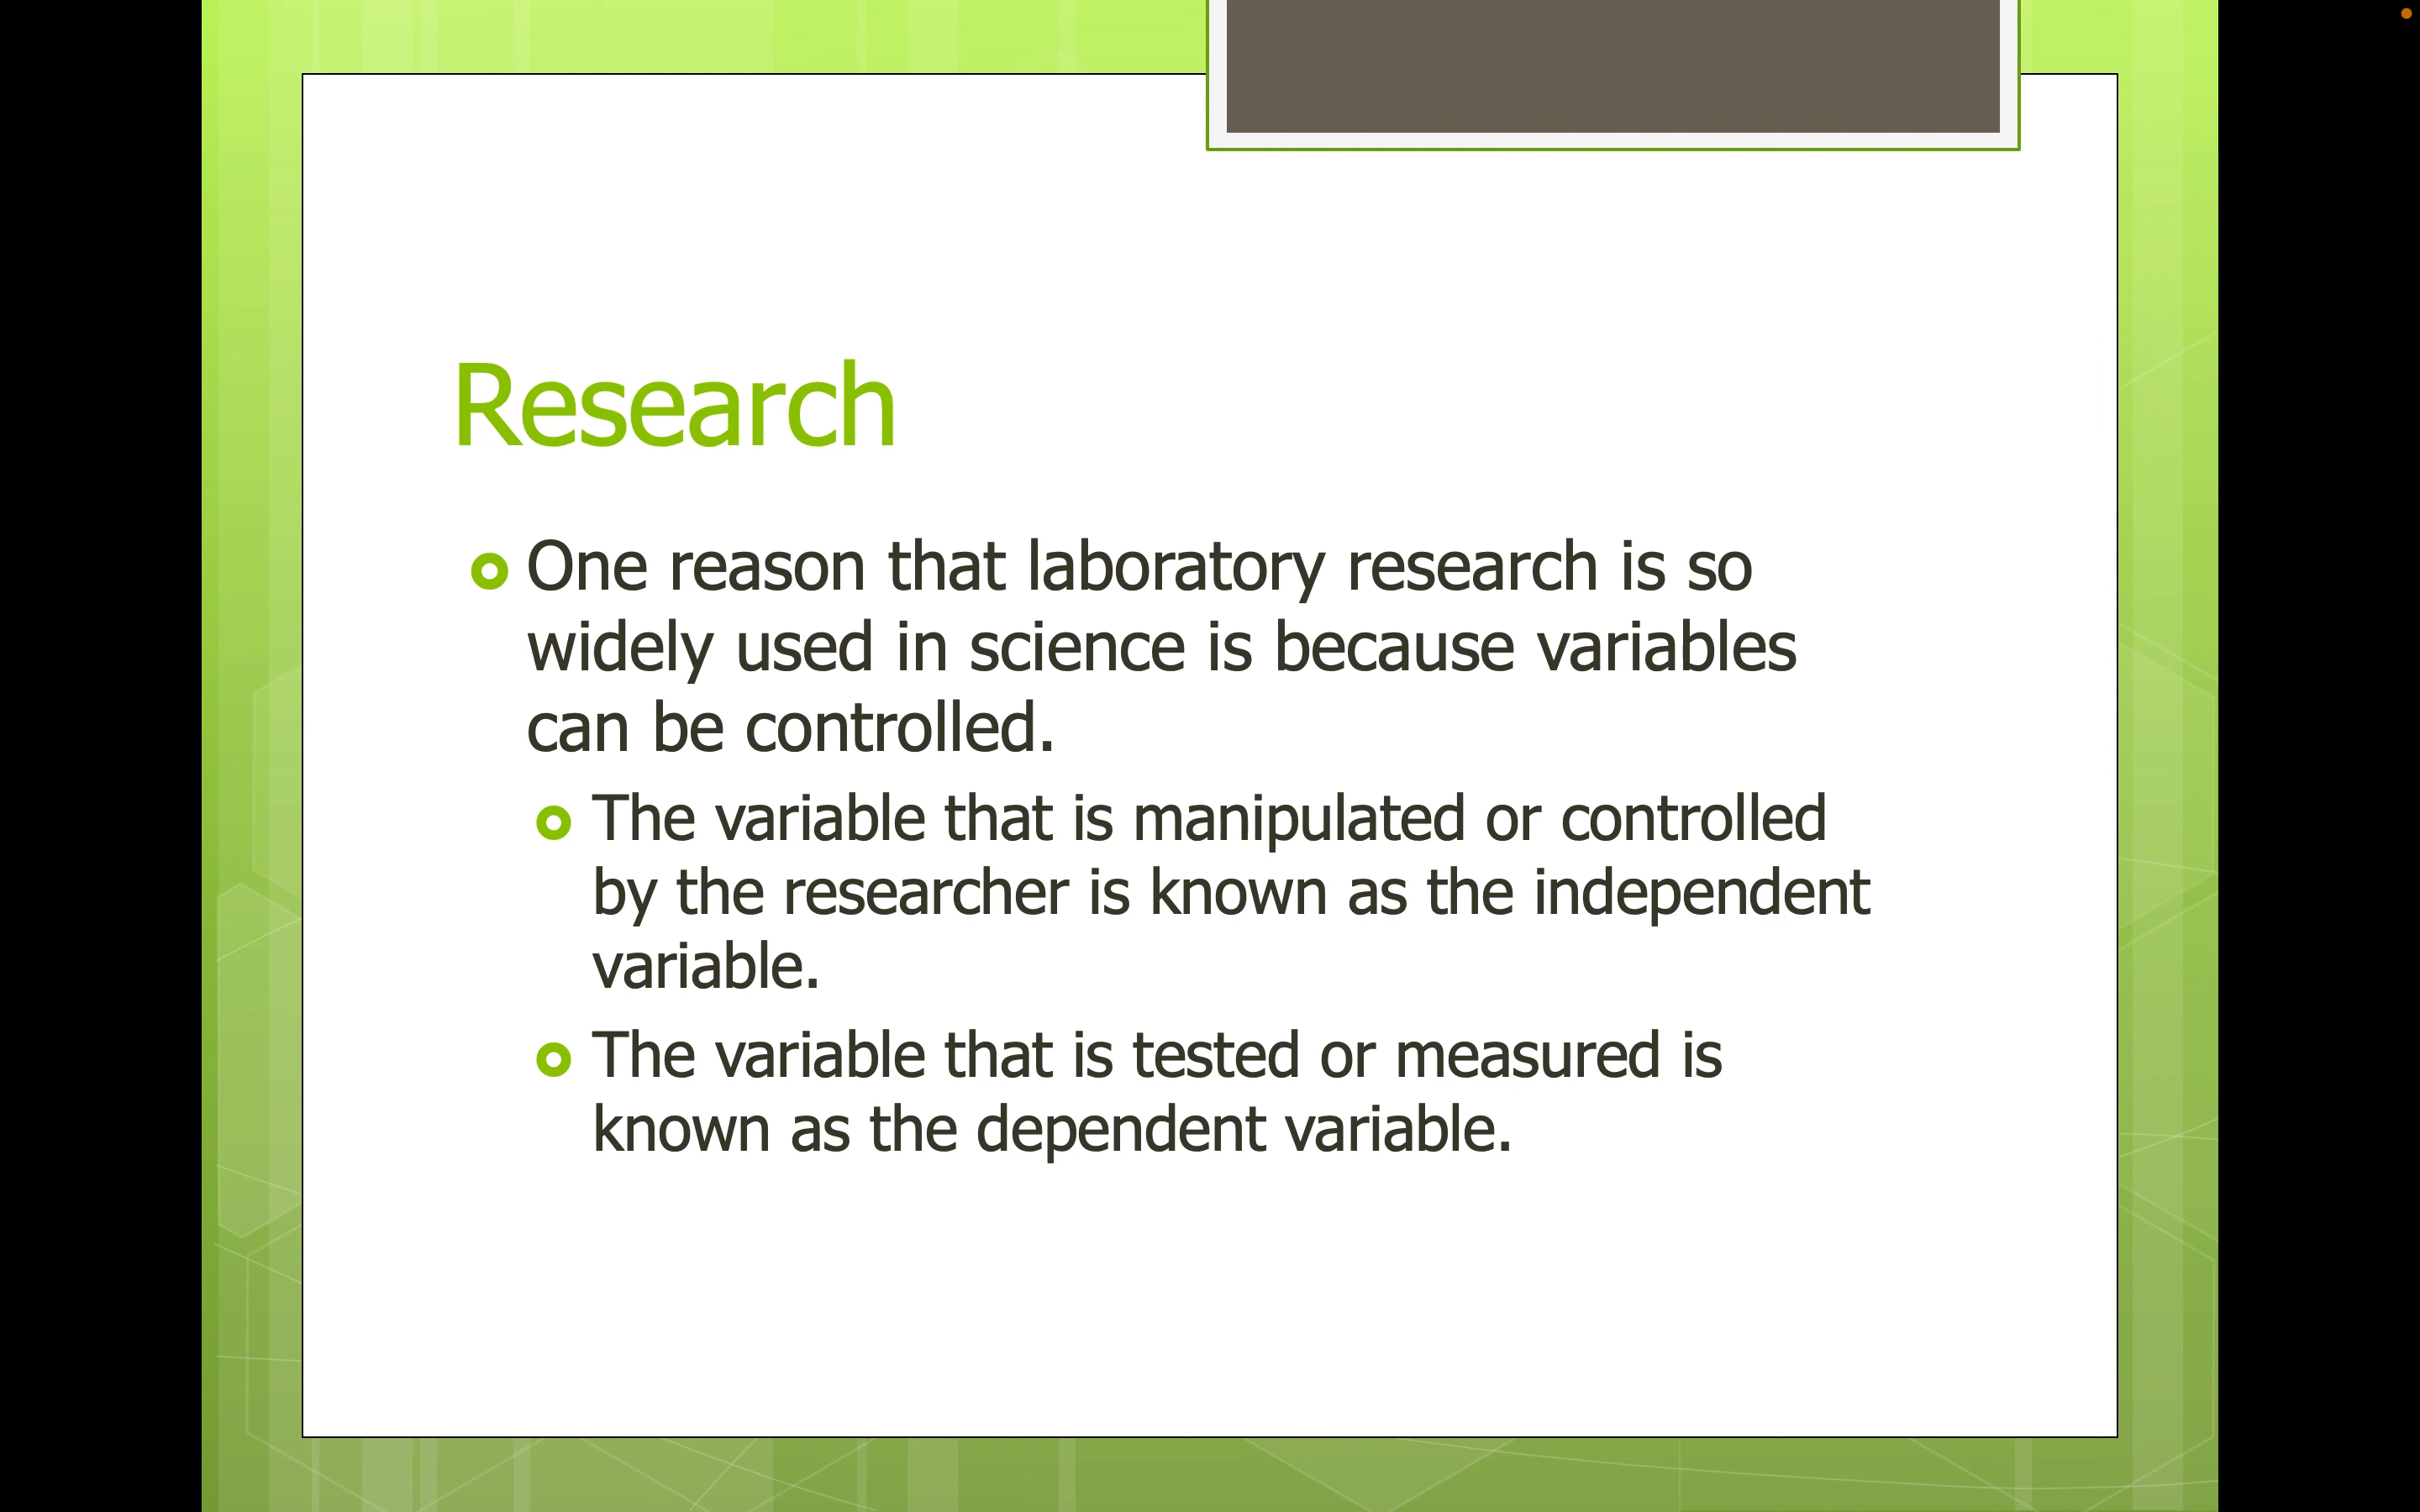 Research
One reason that laboratory research is so
widely used in science is because variables
can be controlled.
The variable that is manipulated or controlled
by the researcher is known as the independent
variable.
The variable that is tested or measured is
known as the dependent variable.